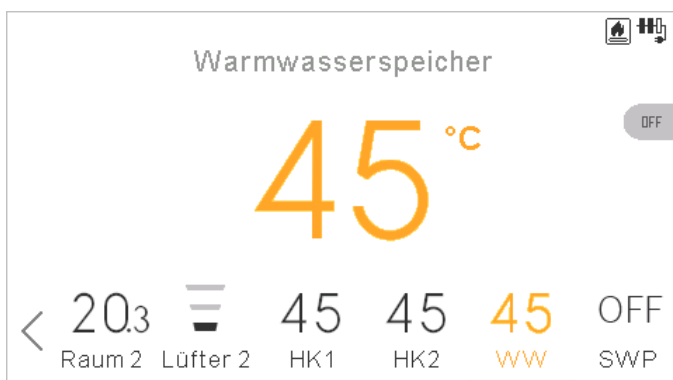 Warmwasserspeicher
OFF
45 °C
20.3 45 45 45 OFF
Raum 2 Lüfter 2 HK1 HK2 WW SWP